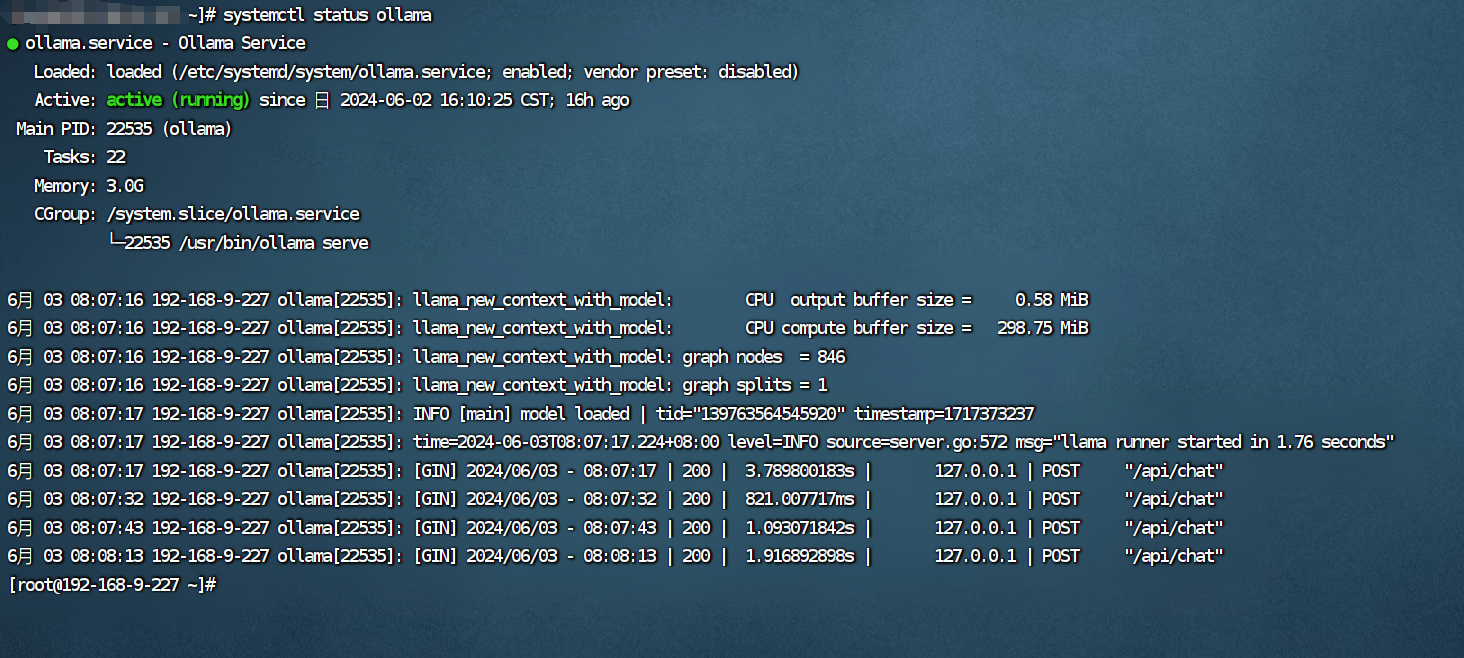 ~]# systemctl status ollama
● ollama.service - Ollama Service
   Loaded: loaded (/etc/systemd/system/ollama.service; enabled; vendor preset: disabled)
   Active: active (running) since 日 2024-06-02 16:10:25 CST; 16h ago
 Main PID: 22535 (ollama)
    Tasks: 22
   Memory: 3.0G
   CGroup: /system.slice/ollama.service
           └─22535 /usr/bin/ollama serve
6月 03 08:07:16 192-168-9-227 ollama[22535]: llama_new_context_with_model:        CPU  output buffer size =     0.58 MiB
6月 03 08:07:16 192-168-9-227 ollama[22535]: llama_new_context_with_model:        CPU compute buffer size =   298.75 MiB
6月 03 08:07:16 192-168-9-227 ollama[22535]: llama_new_context_with_model: graph nodes  = 846
6月 03 08:07:16 192-168-9-227 ollama[22535]: llama_new_context_with_model: graph splits = 1
6月 03 08:07:17 192-168-9-227 ollama[22535]: INFO [main] model loaded | tid="139763564545920" timestamp=1717373237
6月 03 08:07:17 192-168-9-227 ollama[22535]: time=2024-06-03T08:07:17.224+08:00 level=INFO source=server.go:572 msg="llama runner started in 1.76 seconds"
6月 03 08:07:17 192-168-9-227 ollama[22535]: [GIN] 2024/06/03 - 08:07:17 | 200 |  3.789800183s |       127.0.0.1 | POST     "/api/chat"
6月 03 08:07:32 192-168-9-227 ollama[22535]: [GIN] 2024/06/03 - 08:07:32 | 200 |  821.007717ms |       127.0.0.1 | POST     "/api/chat"
6月 03 08:07:43 192-168-9-227 ollama[22535]: [GIN] 2024/06/03 - 08:07:43 | 200 |  1.093071842s |       127.0.0.1 | POST     "/api/chat"
6月 03 08:08:13 192-168-9-227 ollama[22535]: [GIN] 2024/06/03 - 08:08:13 | 200 |  1.916892898s |       127.0.0.1 | POST     "/api/chat"
[root@192-168-9-227 ~]#